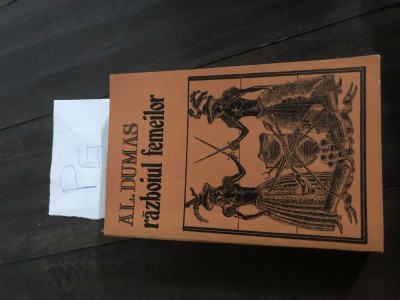 AL. DUMAS
războiul femeilor